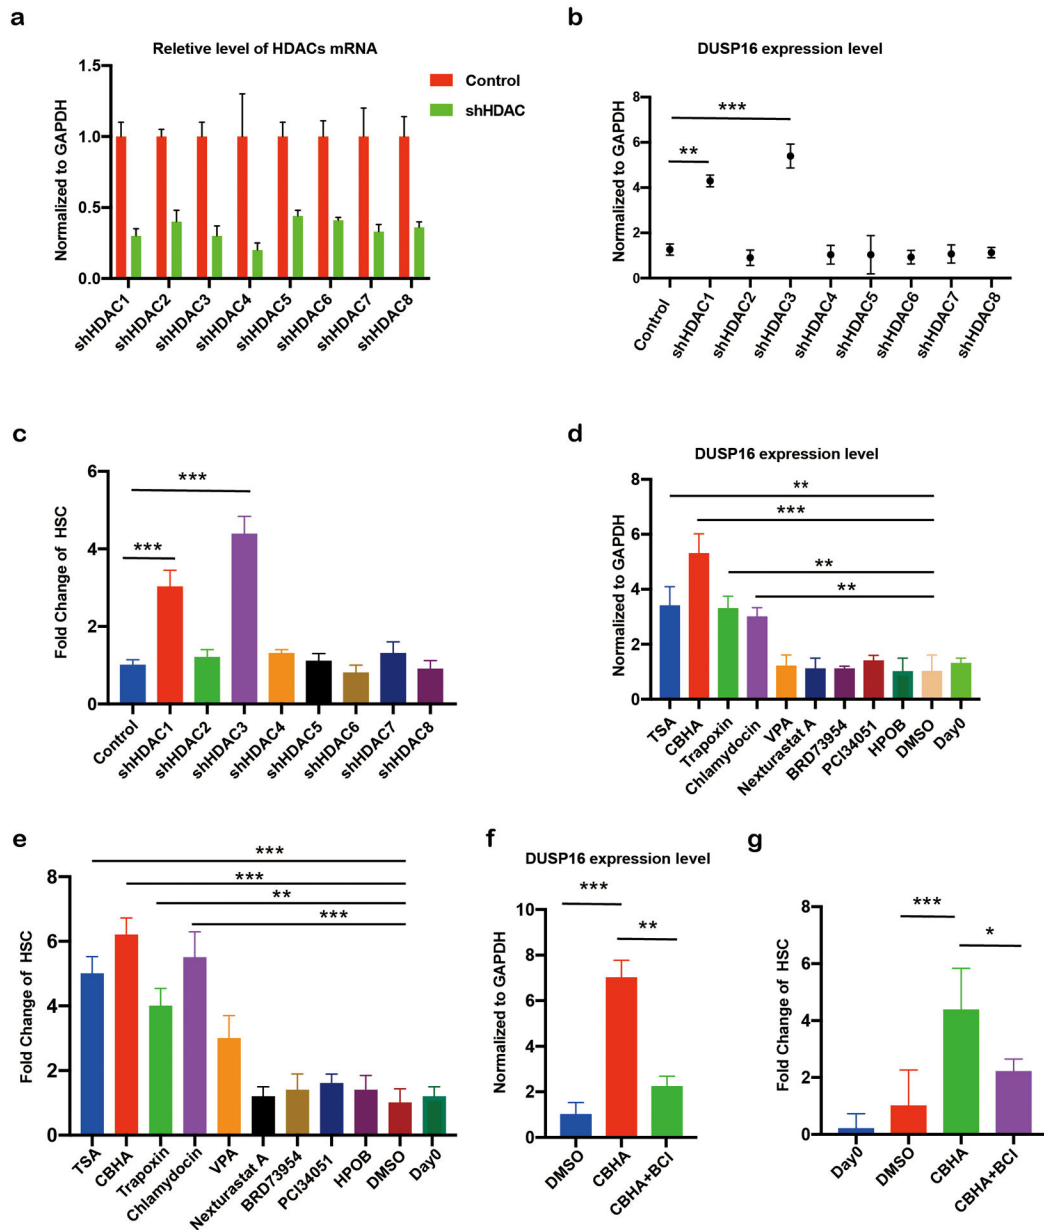 a
Reletive level of HDACs mRNA
Normalized to GAPDH
1.5
1.0
0.5
0.0
shHDAC1
shHDAC2
shHDAC3
shHDAC4
shHDAC5
shHDAC6
shHDAC7
shHDAC8
Control
shHDAC
b
DUSP16 expression level
Normalized to GAPDH
8
6
4
2
0
***
**
Control
shHDAC1
shHDAC2
shHDAC3
shHDAC4
shHDAC5
shHDAC6
shHDAC7
shHDAC8
c
Fold Change of HSC
6
4
2
0
***
***
Control
shHDAC1
shHDAC2
shHDAC3
shHDAC4
shHDAC5
shHDAC6
shHDAC7
shHDAC8
d
DUSP16 expression level
Normalized to GAPDH
8
6
4
2
0
**
***
**
**
TSA
CBHA
Trapoxin
Chlamydocin
VPA
Nexturastat A
BRD73954
PCI34051
HPOB
DMSO
Day0
e
Fold Change of HSC
8
6
4
2
0
***
***
**
***
TSA
CBHA
Trapoxin
Chlamydocin
VPA
Nexturastat A
BRD73954
PCI34051
HPOB
DMSO
Day0
f
DUSP16 expression level
Normalized to GAPDH
10
8
6
4
2
0
***
**
DMSO
CBHA
CBHA+BCI
g
Fold Change of HSC
8
6
4
2
0
***
*
Day0
DMSO
CBHA
CBHA+BCI